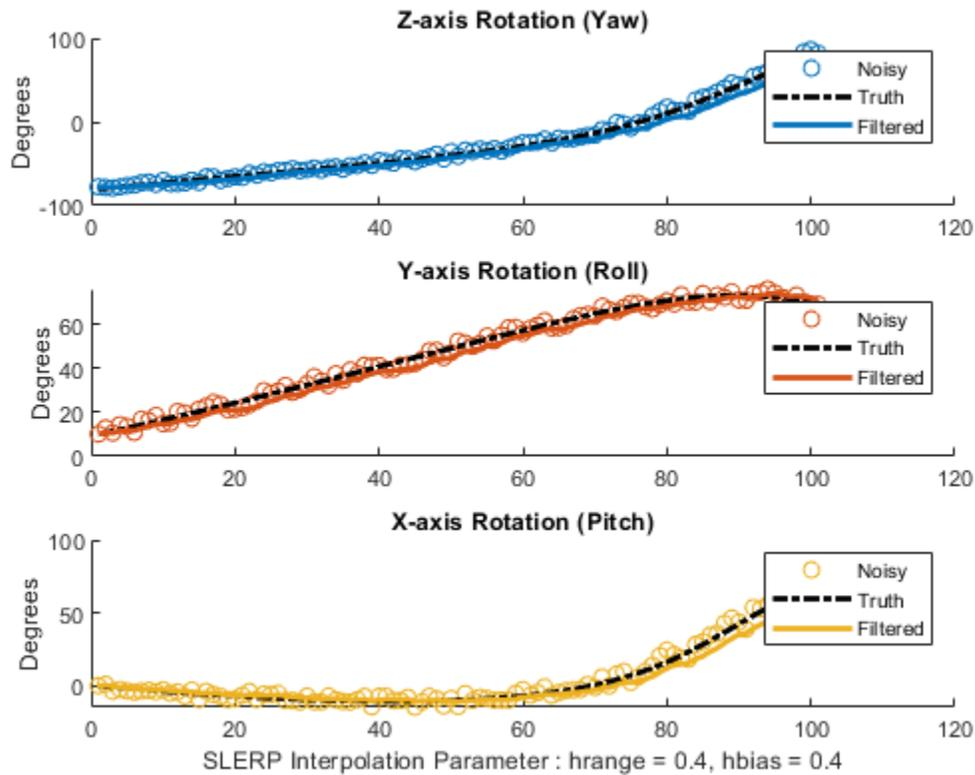 Z-axis Rotation (Yaw)
100
0
-100
Degrees
Noisy
Truth
Filtered
0 20 40 60 80 100 120
Y-axis Rotation (Roll)
60
40
20
0
Degrees
Noisy
Truth
Filtered
0 20 40 60 80 100 120
X-axis Rotation (Pitch)
100
50
0
Degrees
Noisy
Truth
Filtered
0 20 40 60 80 100 120
SLERP Interpolation Parameter : hrange = 0.4, hbias = 0.4